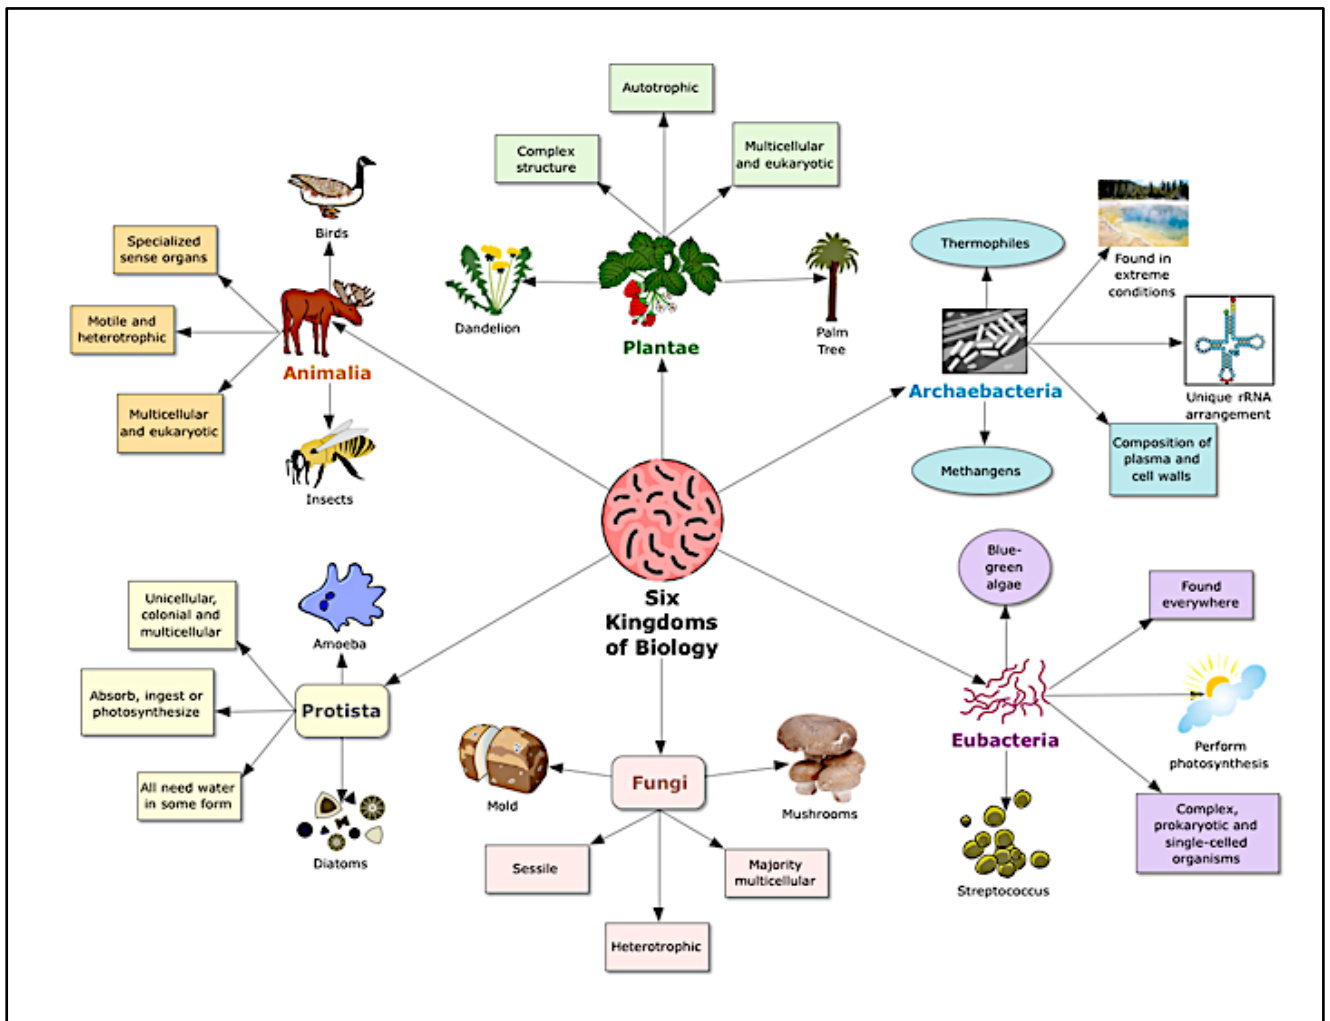 Autotrophic
Complex
structure
Multicellular
and eukaryotic
Dandelion
Plantae
Palm
Tree
Birds
Specialized
sense organs
Motile and
heterotrophic
Animalia
Multicellular
and eukaryotic
Insects
Thermophiles
Found in
extreme
conditions
Archaebacteria
Unique rRNA
arrangement
Methangens
Composition of
plasma and
cell walls
Six
Kingdoms
of Biology
Unicellular,
colonial and
multicellular
Amoeba
Absorb, ingest or
photosynthesize
Protista
All need water
in some form
Diatoms
Mold
Fungi
Mushrooms
Sessile
Majority
multicellular
Heterotrophic
Blue-
green
algae
Found
everywhere
Eubacteria
Perform
photosynthesis
Streptococcus
Complex,
prokaryotic and
single-celled
organisms